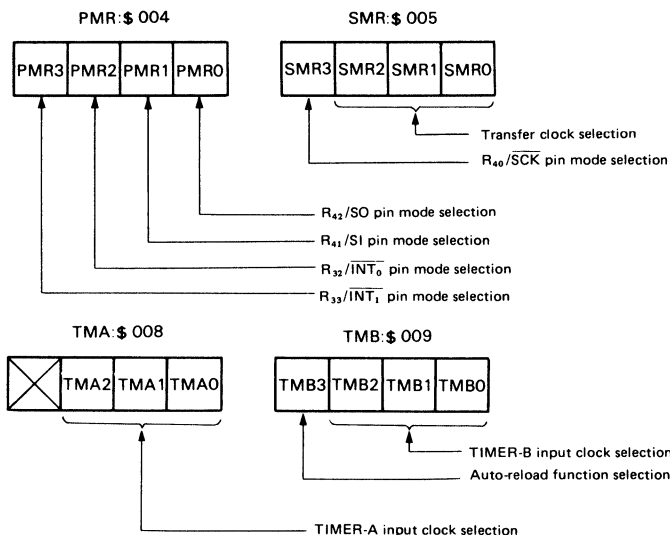 PMR:$ 004
PMR3 PMR2 PMR1 PMR0
SMR:$ 005
SMR3 SMR2 SMR1 SMR0
Transfer clock selection
R₄₀/S̅C̅K̅ pin mode selection
R₄₂/SO pin mode selection
R₄₁/SI pin mode selection
R₃₂/I̅N̅T̅₀̅ pin mode selection
R₃₃/I̅N̅T̅₁̅ pin mode selection
TMA:$ 008
TMA2 TMA1 TMA0
TMB:$ 009
TMB3 TMB2 TMB1 TMB0
TIMER-B input clock selection
Auto-reload function selection
TIMER-A input clock selection